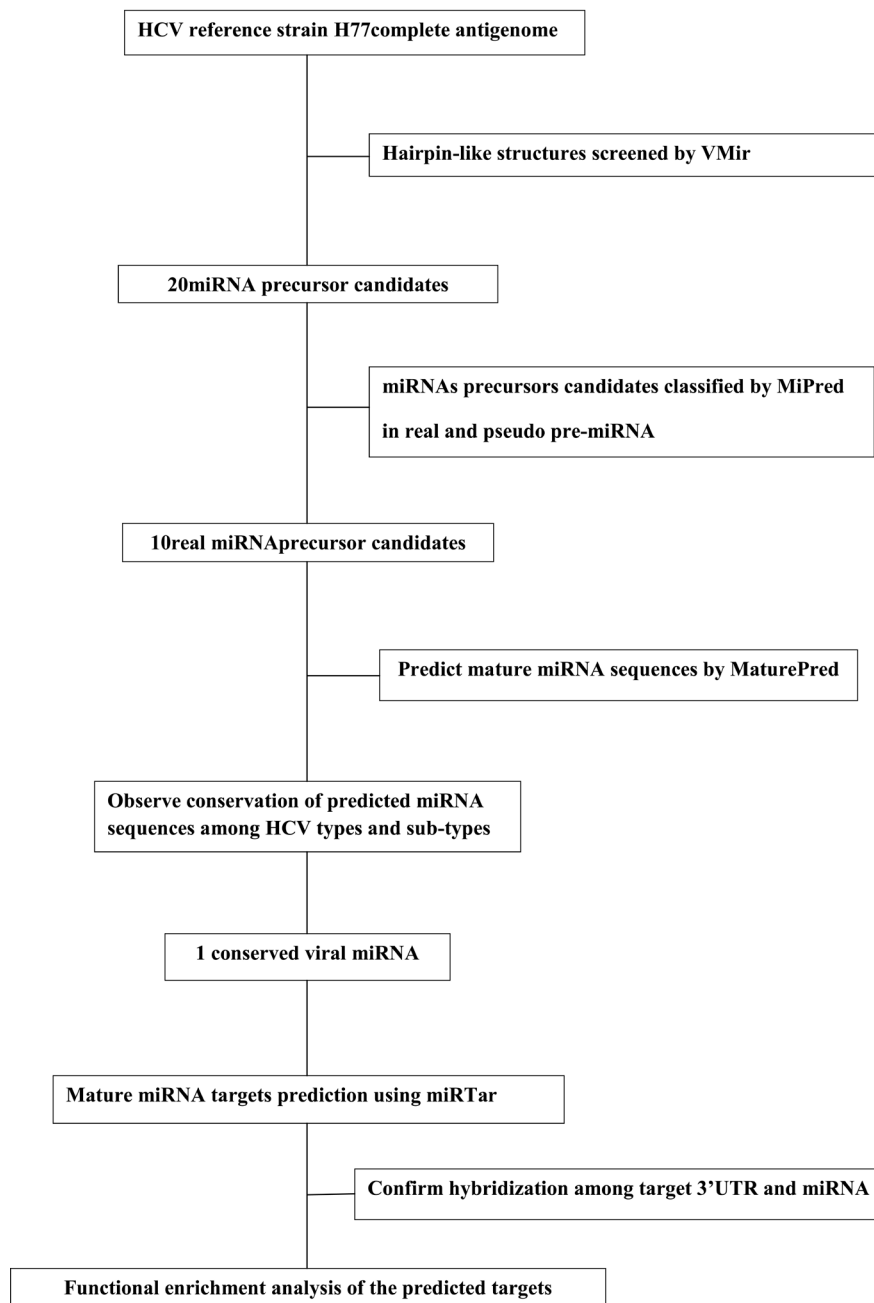 HCV reference strain H77complete antigenome
Hairpin-like structures screened by VMir
20miRNA precursor candidates
miRNAs precursors candidates classified by MiPred
in real and pseudo pre-miRNA
10real miRNAprecursor candidates
Predict mature miRNA sequences by MaturePred
Observe conservation of predicted miRNA
sequences among HCV types and sub-types
1 conserved viral miRNA
Mature miRNA targets prediction using miRTar
Confirm hybridization among target 3’UTR and miRNA
Functional enrichment analysis of the predicted targets